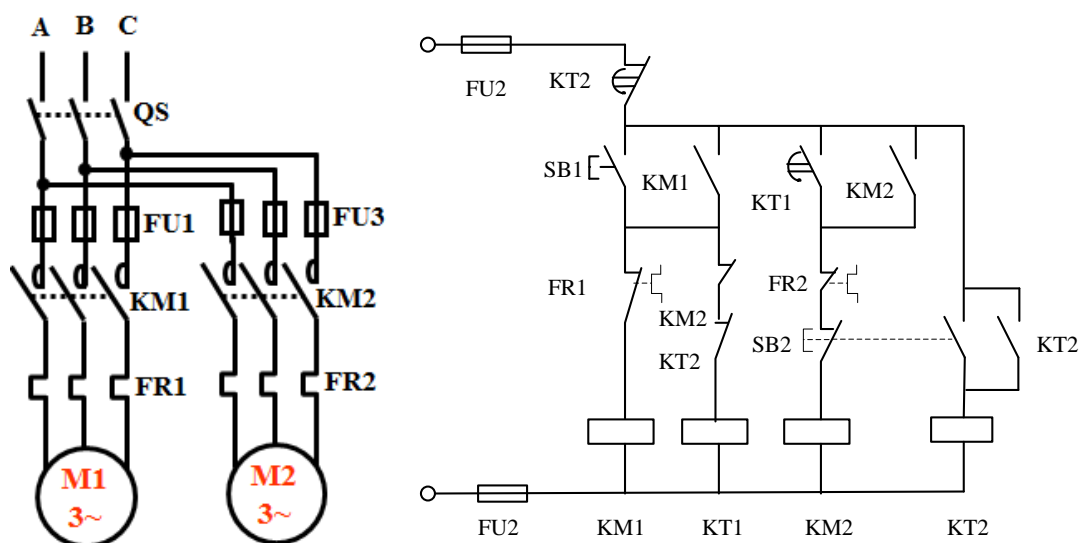 A B C
QS
FU1 FU3
KM1 KM2
FR1 FR2
M1 M2
3~ 3~
FU2
KT2
SB1 KM1 KT1 KM2
FR1 KM2 FR2
KT2 SB2 KT2
FU2 KM1 KT1 KM2 KT2